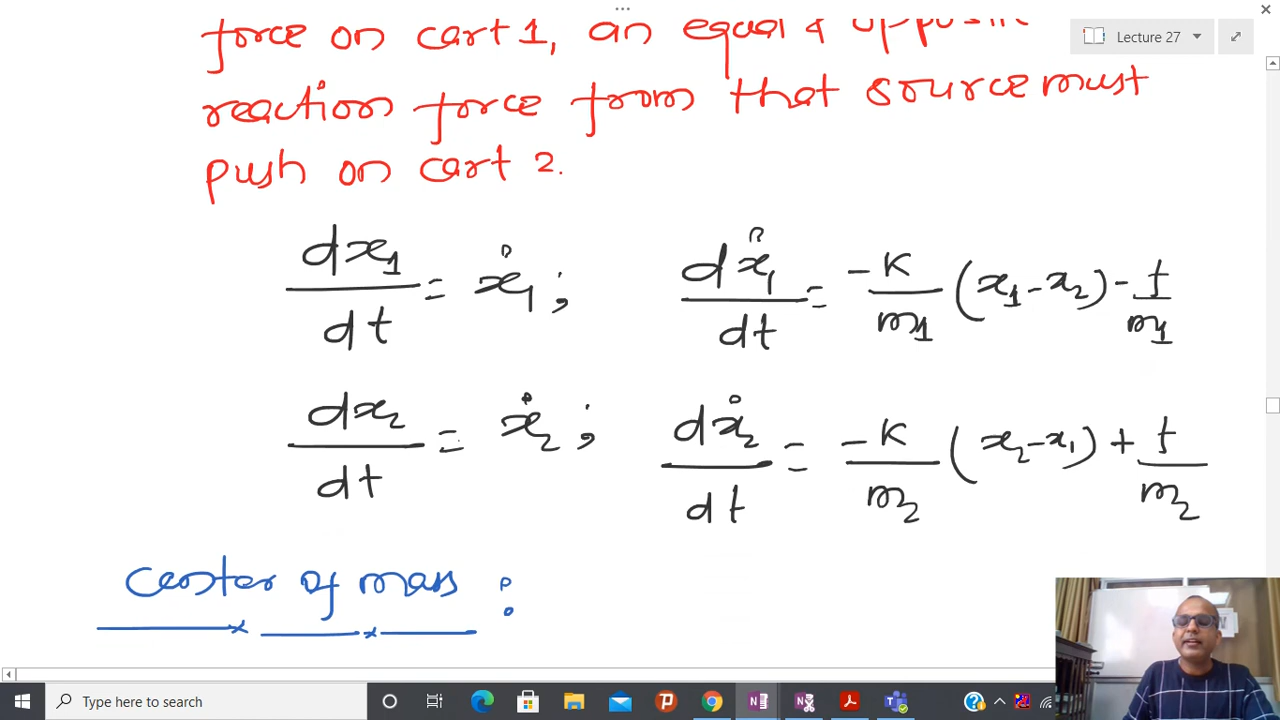 Lecture 27
force on cart 1, an equal & opposite
reaction force from that source must
push on cart 2.
dx₁/dt = ẋ₁ ; dẋ₁/dt = -K/m₁ (x₁-x₂) - f/m₁
dx₂/dt = ẋ₂ ; dẋ₂/dt = -K/m₂ (x₂-x₁) + f/m₂
Center of mass :
Type here to search